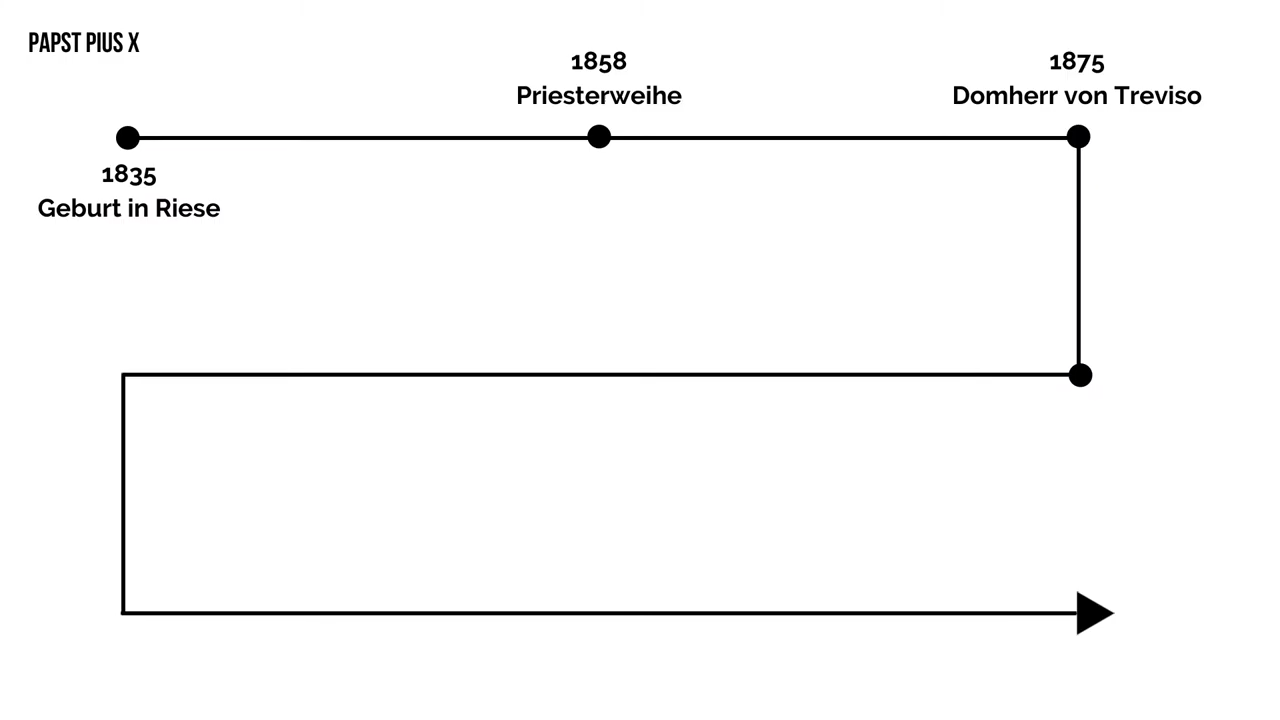 PAPST PIUS X
1858
Priesterweihe
1875
Domherr von Treviso
1835
Geburt in Riese